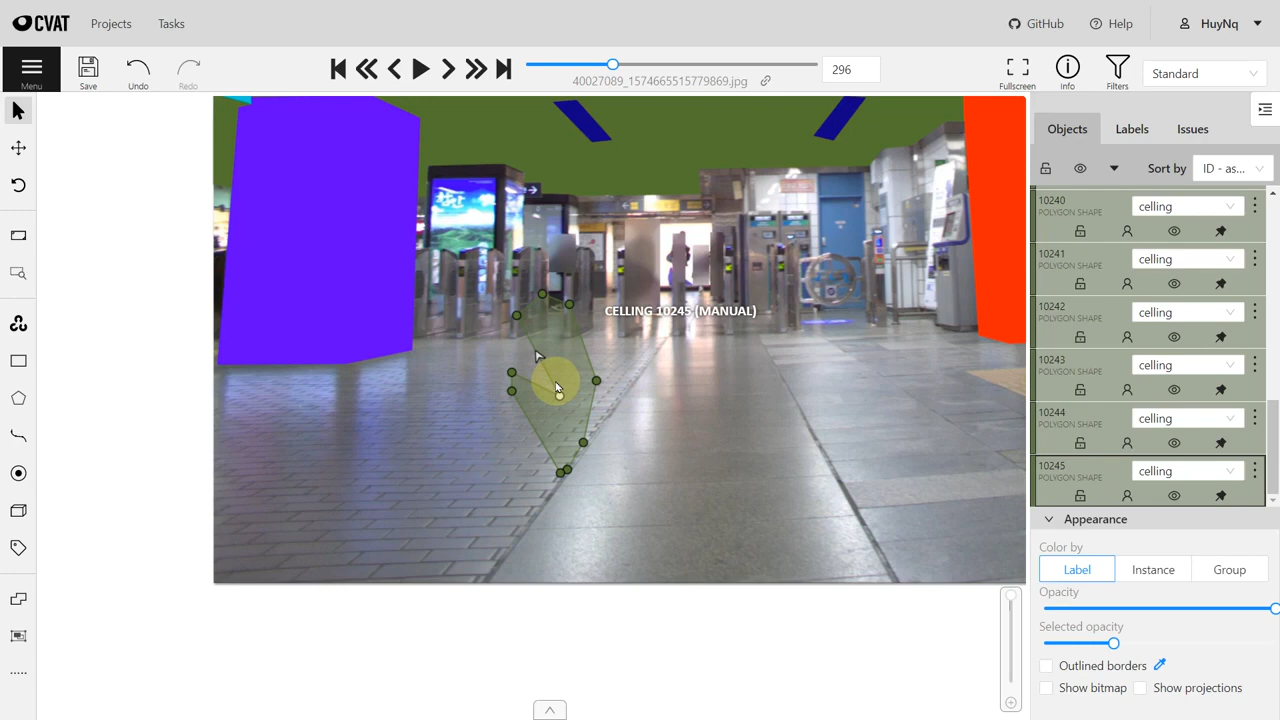 CVAT Projects Tasks GitHub Help HuyNq
Menu Save Undo Redo 40027089_1574665515779869.jpg 296 Fullscreen Info Filters Standard
Objects Labels Issues
Sort by ID - as...
10240 POLYGON SHAPE celling
10241 POLYGON SHAPE celling
10242 POLYGON SHAPE celling
10243 POLYGON SHAPE celling
10244 POLYGON SHAPE celling
10245 POLYGON SHAPE celling
CELLING 10245 (MANUAL)
Appearance
Color by
Label Instance Group
Opacity
Selected opacity
Outlined borders
Show bitmap Show projections